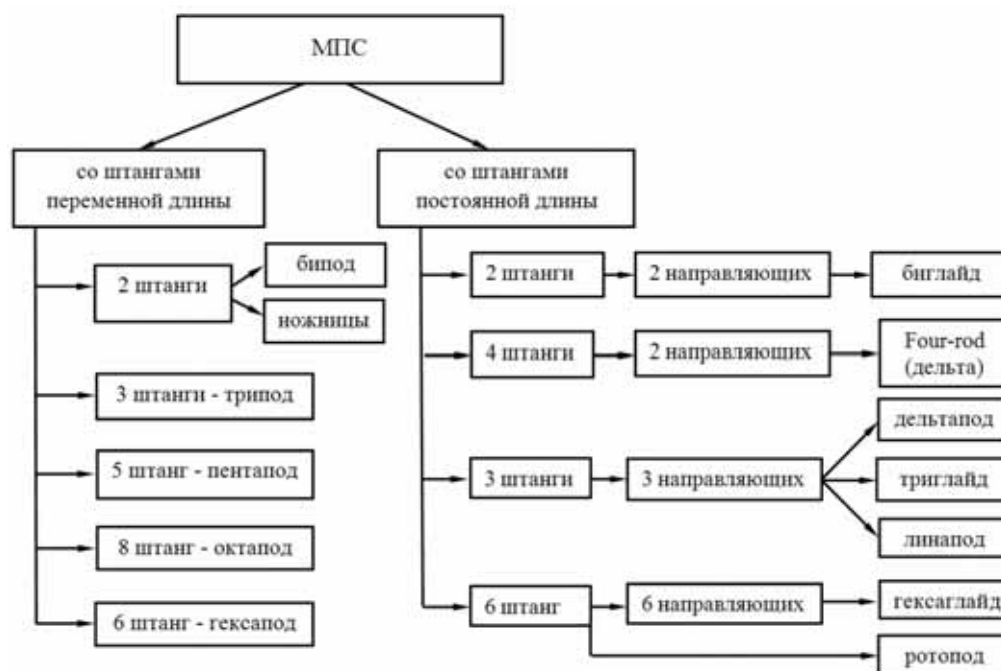 МПС
со штангами
переменной длины
2 штанги
бипод
ножницы
3 штанги - трипод
5 штанг - пентапод
8 штанг - октапод
6 штанг - гексапод
со штангами
постоянной длины
2 штанги
2 направляющих
биглайд
4 штанги
2 направляющих
Four-rod
(дельта)
3 штанги
3 направляющих
дельтапод
триглайд
линапод
6 штанг
6 направляющих
гексаглайд
ротопод